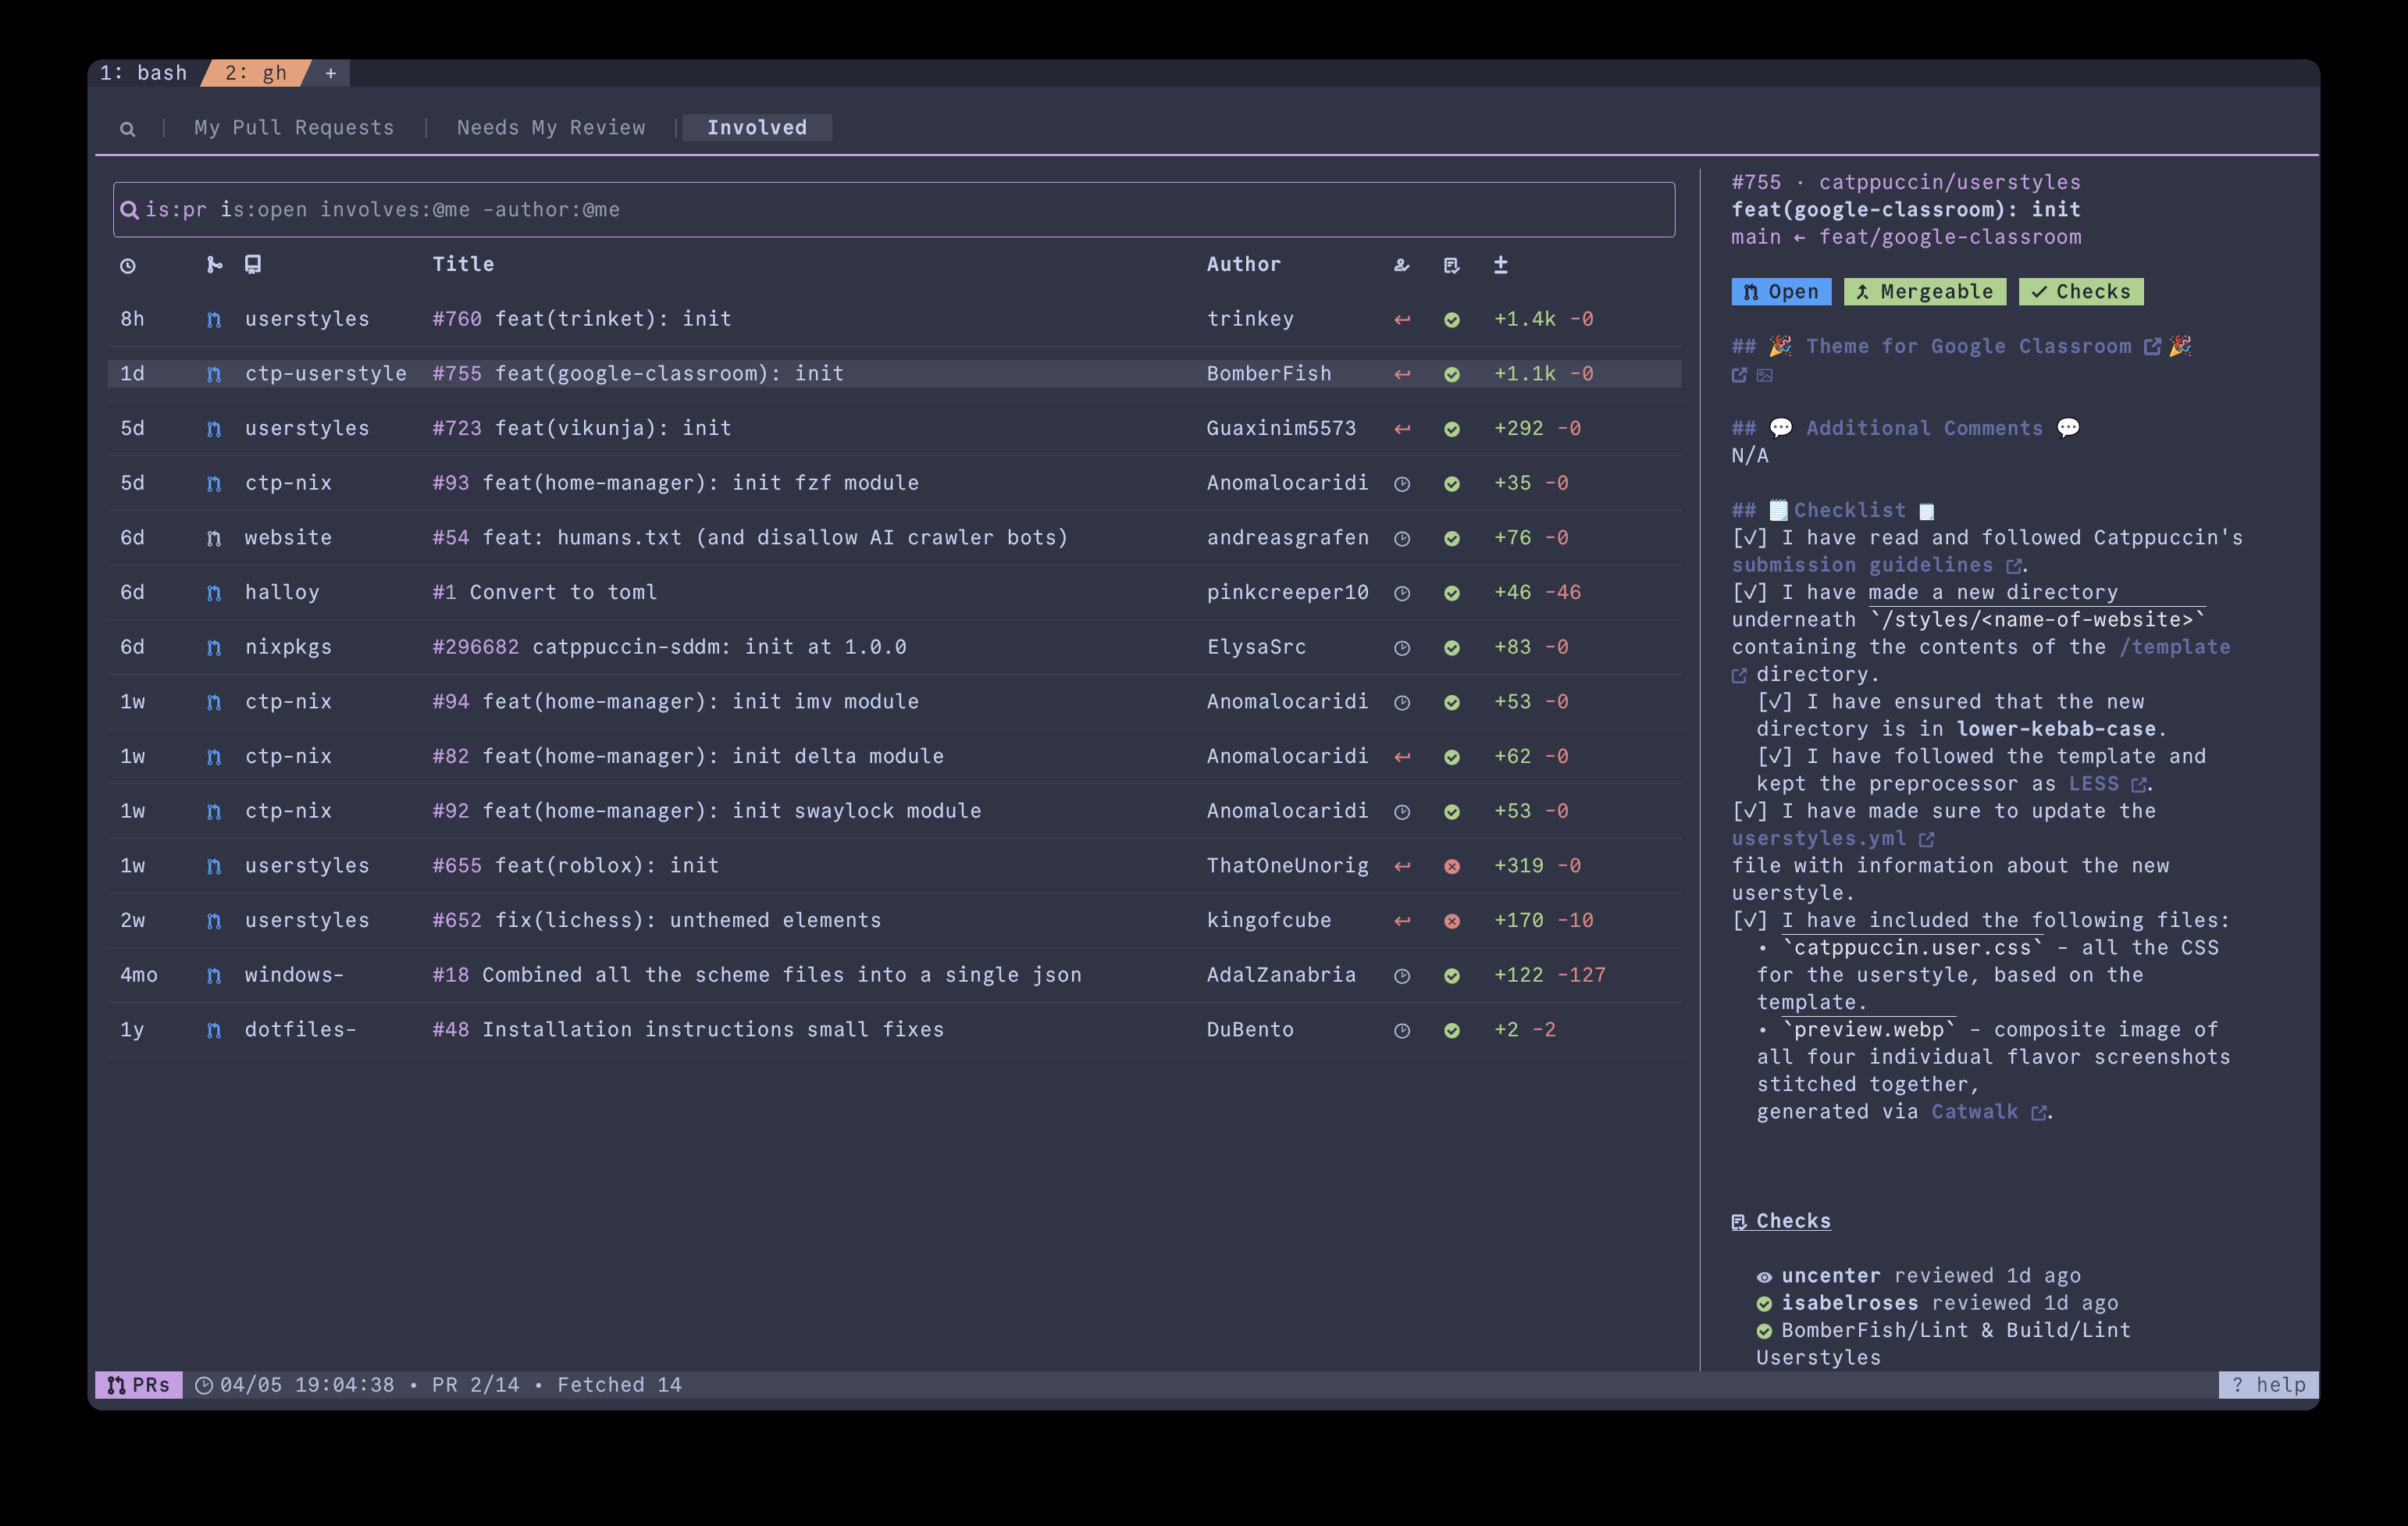 1: bash 2: gh +
My Pull Requests | Needs My Review | Involved
is:pr is:open involves:@me -author:@me
Title Author ±
8h userstyles #760 feat(trinket): init trinkey +1.4k -0
1d ctp-userstyle #755 feat(google-classroom): init BomberFish +1.1k -0
5d userstyles #723 feat(vikunja): init Guaxinim5573 +292 -0
5d ctp-nix #93 feat(home-manager): init fzf module Anomalocaridi +35 -0
6d website #54 feat: humans.txt (and disallow AI crawler bots) andreasgrafen +76 -0
6d halloy #1 Convert to toml pinkcreeper10 +46 -46
6d nixpkgs #296682 catppuccin-sddm: init at 1.0.0 ElysaSrc +83 -0
1w ctp-nix #94 feat(home-manager): init imv module Anomalocaridi +53 -0
1w ctp-nix #82 feat(home-manager): init delta module Anomalocaridi +62 -0
1w ctp-nix #92 feat(home-manager): init swaylock module Anomalocaridi +53 -0
1w userstyles #655 feat(roblox): init ThatOneUnorig +319 -0
2w userstyles #652 fix(lichess): unthemed elements kingofcube +170 -10
4mo windows- #18 Combined all the scheme files into a single json AdalZanabria +122 -127
1y dotfiles- #48 Installation instructions small fixes DuBento +2 -2
#755 · catppuccin/userstyles
feat(google-classroom): init
main ← feat/google-classroom
Open Mergeable ✓ Checks
## 🎉 Theme for Google Classroom 🎉
## 💬 Additional Comments 💬
N/A
## 🗒️ Checklist 🗒️
[✓] I have read and followed Catppuccin's
submission guidelines .
[✓] I have made a new directory
underneath `/styles/<name-of-website>`
containing the contents of the /template
directory.
[✓] I have ensured that the new
directory is in lower-kebab-case.
[✓] I have followed the template and
kept the preprocessor as LESS .
[✓] I have made sure to update the
userstyles.yml
file with information about the new
userstyle.
[✓] I have included the following files:
• `catppuccin.user.css` - all the CSS
for the userstyle, based on the
template.
• `preview.webp` - composite image of
all four individual flavor screenshots
stitched together,
generated via Catwalk .
Checks
uncenter reviewed 1d ago
isabelroses reviewed 1d ago
BomberFish/Lint & Build/Lint
Userstyles
PRs 04/05 19:04:38 • PR 2/14 • Fetched 14
? help